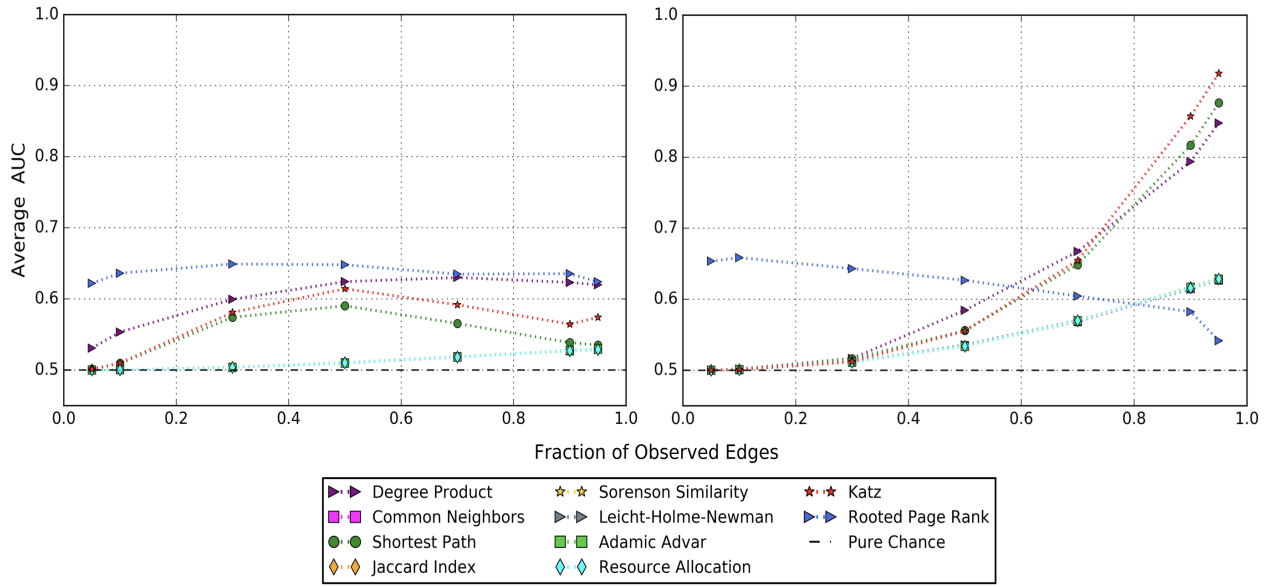 Average AUC
1.0
0.9
0.8
0.7
0.6
0.5
0.0 0.2 0.4 0.6 0.8 1.0
1.0
0.9
0.8
0.7
0.6
0.5
0.0 0.2 0.4 0.6 0.8 1.0
Fraction of Observed Edges
Degree Product Sorenson Similarity Katz
Common Neighbors Leicht-Holme-Newman Rooted Page Rank
Shortest Path Adamic Advar Pure Chance
Jaccard Index Resource Allocation